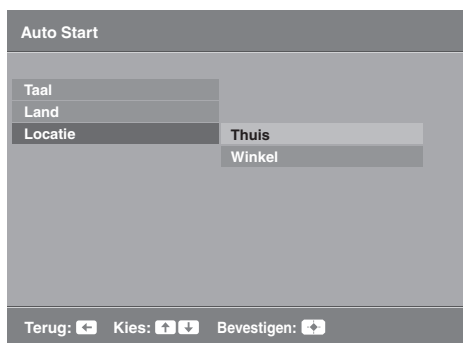 Auto Start
Taal
Land
Locatie Thuis
Winkel
Terug: Kies: Bevestigen: